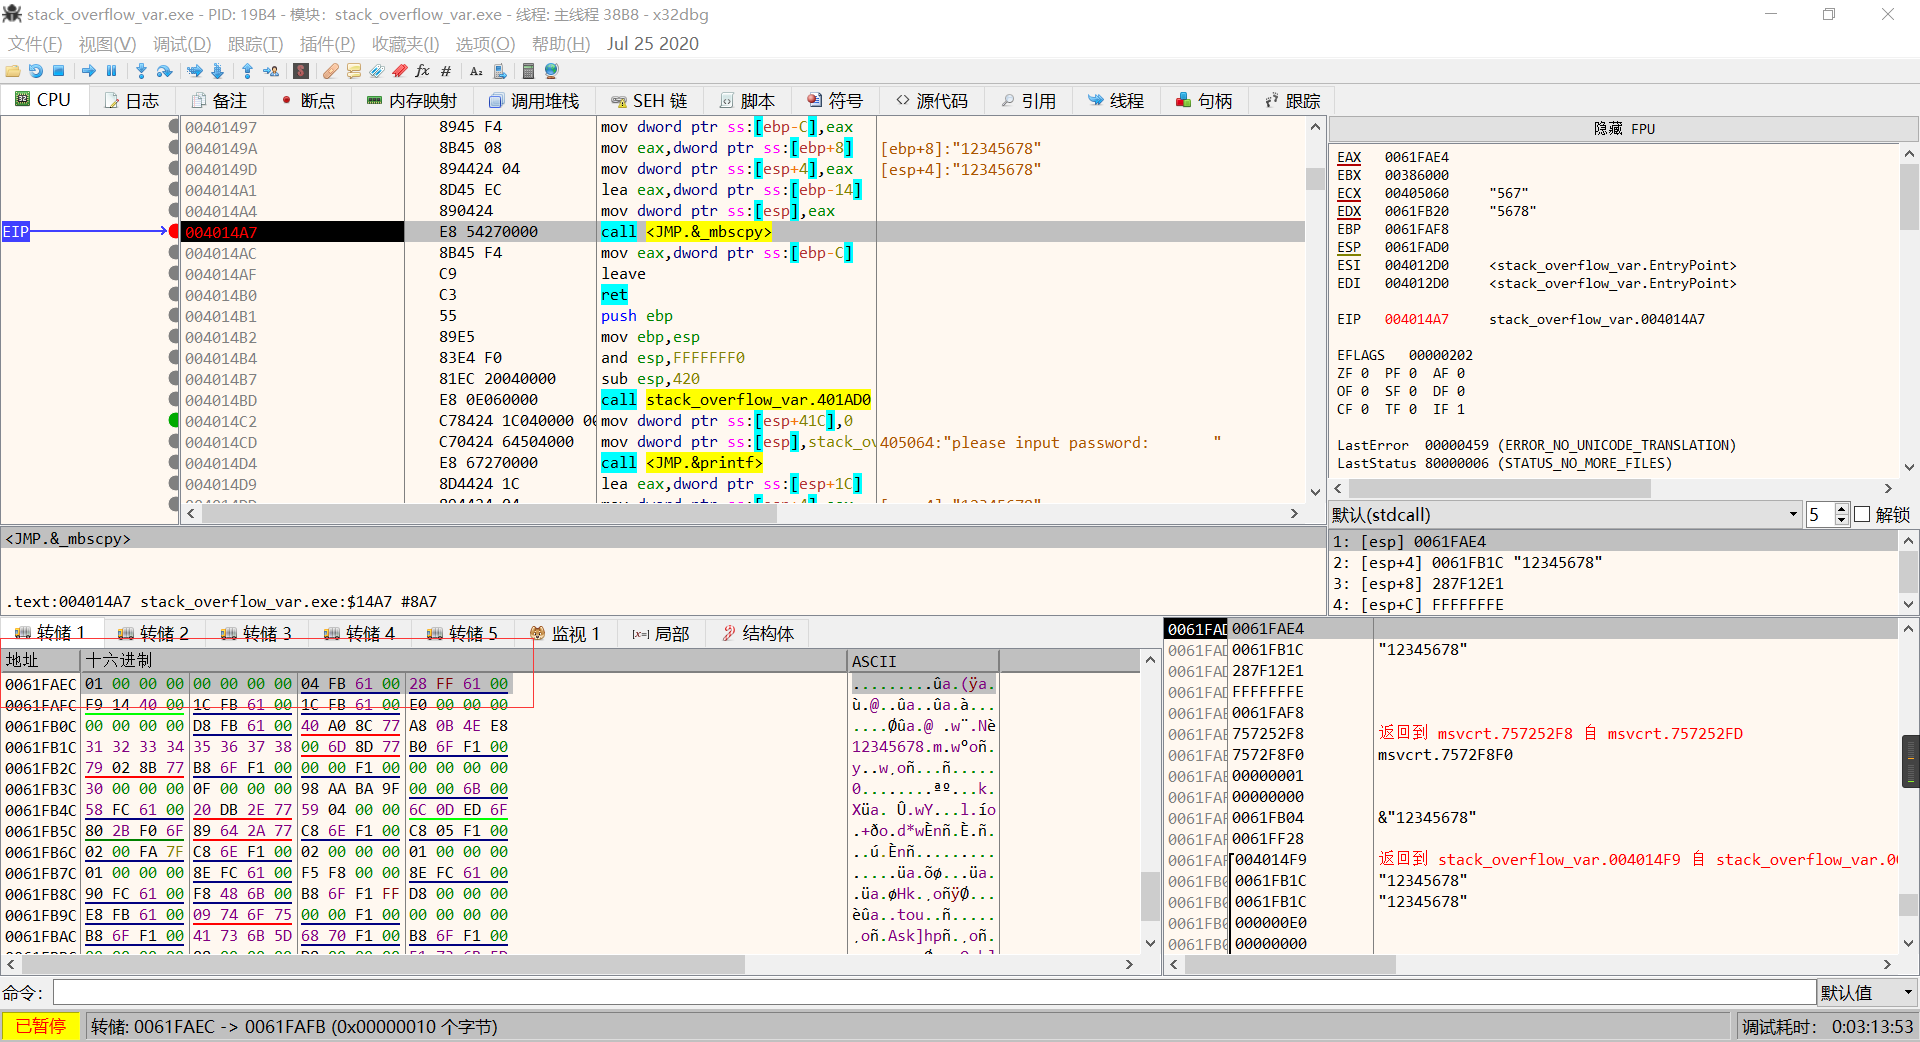 stack_overflow_var.exe - PID: 19B4 - 模块: stack_overflow_var.exe - 线程: 主线程 38B8 - x32dbg
文件(F) 视图(V) 调试(D) 跟踪(T) 插件(P) 收藏夹(I) 选项(O) 帮助(H) Jul 25 2020
CPU 日志 备注 断点 内存映射 调用堆栈 SEH 链 脚本 符号 源代码 引用 线程 句柄 跟踪
00401497 8945 F4 mov dword ptr ss:[ebp-C],eax
0040149A 8B45 08 mov eax,dword ptr ss:[ebp+8] [ebp+8]:"12345678"
0040149D 894424 04 mov dword ptr ss:[esp+4],eax [esp+4]:"12345678"
004014A1 8D45 EC lea eax,dword ptr ss:[ebp-14]
004014A4 890424 mov dword ptr ss:[esp],eax
EIP 004014A7 E8 54270000 call <JMP.&_mbscpy>
004014AC 8B45 F4 mov eax,dword ptr ss:[ebp-C]
004014AF C9 leave
004014B0 C3 ret
004014B1 55 push ebp
004014B2 89E5 mov ebp,esp
004014B4 83E4 F0 and esp,FFFFFFF0
004014B7 81EC 20040000 sub esp,420
004014BD E8 0E060000 call stack_overflow_var.401AD0
004014C2 C78424 1C040000 00 mov dword ptr ss:[esp+41C],0
004014CD C70424 64504000 mov dword ptr ss:[esp],stack_ov 405064:"please input password:       "
004014D4 E8 67270000 call <JMP.&printf>
004014D9 8D4424 1C lea eax,dword ptr ss:[esp+1C]
隐藏 FPU
EAX 0061FAE4
EBX 00386000
ECX 00405060 "567"
EDX 0061FB20 "5678"
EBP 0061FAF8
ESP 0061FAD0
ESI 004012D0 <stack_overflow_var.EntryPoint>
EDI 004012D0 <stack_overflow_var.EntryPoint>
EIP 004014A7 stack_overflow_var.004014A7
EFLAGS 00000202
ZF 0 PF 0 AF 0
OF 0 SF 0 DF 0
CF 0 TF 0 IF 1
LastError 00000459 (ERROR_NO_UNICODE_TRANSLATION)
LastStatus 80000006 (STATUS_NO_MORE_FILES)
默认(stdcall) 5 解锁
1: [esp] 0061FAE4
2: [esp+4] 0061FB1C "12345678"
3: [esp+8] 287F12E1
4: [esp+C] FFFFFFFE
<JMP.&_mbscpy>
.text:004014A7 stack_overflow_var.exe:$14A7 #8A7
转储 1 转储 2 转储 3 转储 4 转储 5 监视 1 [x=] 局部 结构体
地址 十六进制 ASCII
0061FAEC 01 00 00 00 00 00 00 00 04 FB 61 00 28 FF 61 00 .........ûa.(ÿa.
0061FAFC F9 14 40 00 1C FB 61 00 1C FB 61 00 E0 00 00 00 ù.@..ûa..ûa.à...
0061FB0C 00 00 00 00 D8 FB 61 00 40 A0 8C 77 A8 0B 4E E8 ....Øûa.@ .w¨.Nè
0061FB1C 31 32 33 34 35 36 37 38 00 6D 8D 77 B0 6F F1 00 12345678.m.w°oñ.
0061FB2C 79 02 8B 77 B8 6F F1 00 00 00 F1 00 00 00 00 00 y..w¸oñ...ñ.....
0061FB3C 30 00 00 00 0F 00 00 00 98 AA BA 9F 00 00 6B 00 0........ªº...k.
0061FB4C 58 FC 61 00 20 DB 2E 77 59 04 00 00 6C 0D ED 6F Xüa. Û.wY...l.ío
0061FB5C 80 2B F0 6F 89 64 2A 77 C8 6E F1 00 C8 05 F1 00 .+ðo.d*wÈnñ.È.ñ.
0061FB6C 02 00 FA 7F C8 6E F1 00 02 00 00 00 01 00 00 00 ..ú.Ènñ.........
0061FB7C 01 00 00 00 8E FC 61 00 F5 F8 00 00 8E FC 61 00 .....üa.õø...üa.
0061FB8C 90 FC 61 00 F8 48 6B 00 B8 6F F1 FF D8 00 00 00 .üa.øHk.¸oñÿØ...
0061FB9C E8 FB 61 00 09 74 6F 75 00 00 F1 00 00 00 00 00 èûa..tou..ñ.....
0061FBAC B8 6F F1 00 41 73 6B 5D 68 70 F1 00 B8 6F F1 00 ¸oñ.Ask]hpñ.¸oñ.
0061FAD 0061FAE4
0061FAD 0061FB1C "12345678"
0061FAD 287F12E1
0061FAD FFFFFFFE
0061FAE 0061FAF8
0061FAE 757252F8 返回到 msvcrt.757252F8 自 msvcrt.757252FD
0061FAE 7572F8F0 msvcrt.7572F8F0
0061FAE 00000001
0061FAF 00000000
0061FAF 0061FB04 &"12345678"
0061FAF 0061FF28
0061FAF 004014F9 返回到 stack_overflow_var.004014F9 自 stack_overflow_var.00
0061FB0 0061FB1C "12345678"
0061FB0 0061FB1C "12345678"
0061FB0 000000E0
0061FB0 00000000
命令: 默认值
已暂停 转储: 0061FAEC -> 0061FAFB (0x00000010 个字节) 调试耗时: 0:03:13:53